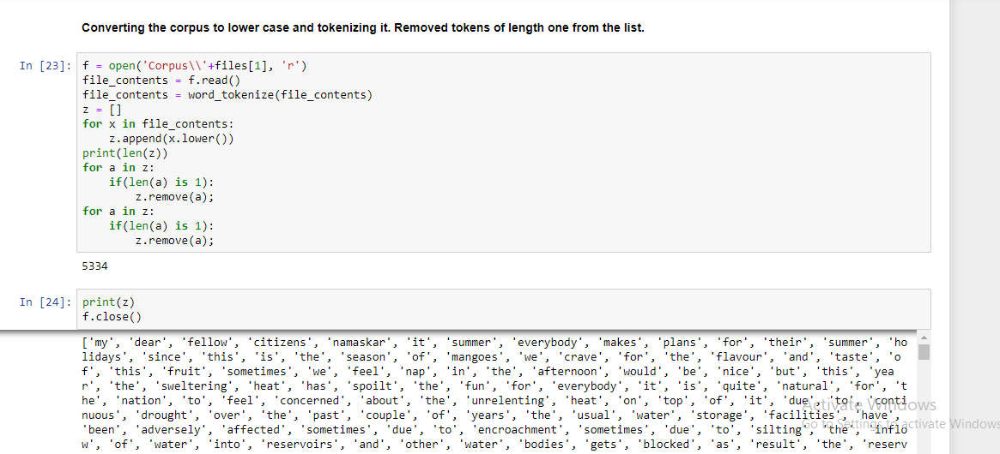 Converting the corpus to lower case and tokenizing it. Removed tokens of length one from the list.
In [23]: f = open('Corpus\\'+files[1], 'r')
file_contents = f.read()
file_contents = word_tokenize(file_contents)
z = []
for x in file_contents:
    z.append(x.lower())
print(len(z))
for a in z:
    if(len(a) is 1):
        z.remove(a);
for a in z:
    if(len(a) is 1):
        z.remove(a);
5334
In [24]: print(z)
f.close()
['my', 'dear', 'fellow', 'citizens', 'namaskar', 'it', 'summer', 'everybody', 'makes', 'plans', 'for', 'their', 'summer', 'ho
lidays', 'since', 'this', 'is', 'the', 'season', 'of', 'mangoes', 'we', 'crave', 'for', 'the', 'flavour', 'and', 'taste', 'o
f', 'this', 'fruit', 'sometimes', 'we', 'feel', 'nap', 'in', 'the', 'afternoon', 'would', 'be', 'nice', 'but', 'this', 'yea
r', 'the', 'sweltering', 'heat', 'has', 'spoilt', 'the', 'fun', 'for', 'everybody', 'it', 'is', 'quite', 'natural', 'for', 't
he', 'nation', 'to', 'feel', 'concerned', 'about', 'the', 'unrelenting', 'heat', 'on', 'top', 'of', 'it', 'due', 'to', 'conti
nuous', 'drought', 'over', 'the', 'past', 'couple', 'of', 'years', 'the', 'usual', 'water', 'storage', 'facilities', 'have',
'been', 'adversely', 'affected', 'sometimes', 'due', 'to', 'encroachment', 'sometimes', 'due', 'to', 'silting', 'the', 'inflo
w', 'of', 'water', 'into', 'reservoirs', 'and', 'other', 'water', 'bodies', 'gets', 'blocked', 'as', 'result', 'the', 'reserv
Activate Windows
Go to Settings to activate Windows